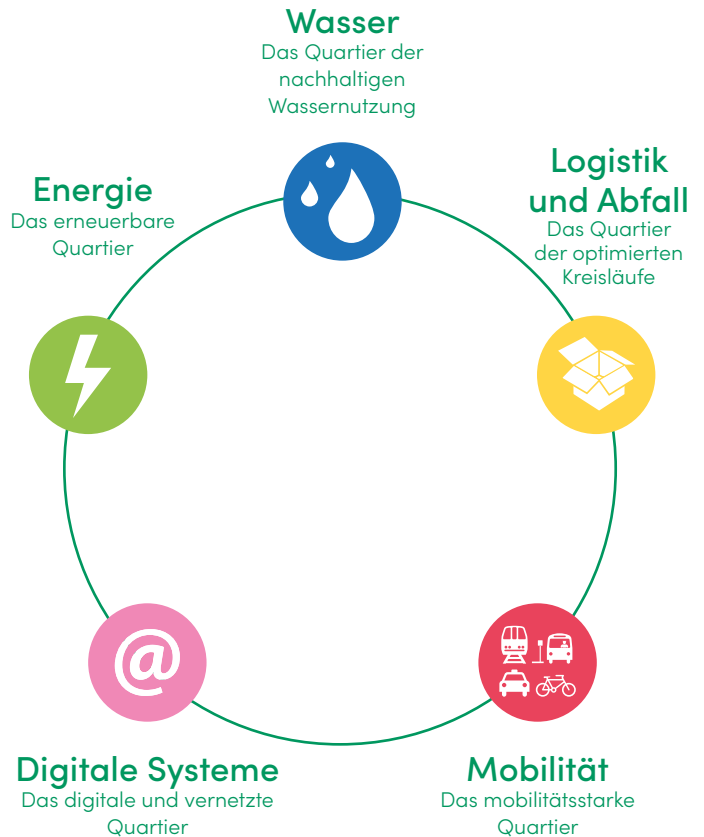 Wasser
Das Quartier der
nachhaltigen
Wassernutzung
Logistik
und Abfall
Das Quartier
der optimierten
Kreisläufe
Energie
Das erneuerbare
Quartier
@
Digitale Systeme
Das digitale und vernetzte
Quartier
Mobilität
Das mobilitätsstarke
Quartier